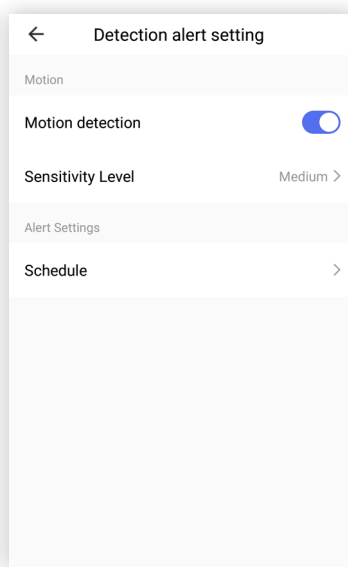 Detection alert setting
Motion
Motion detection
Sensitivity Level Medium
Alert Settings
Schedule